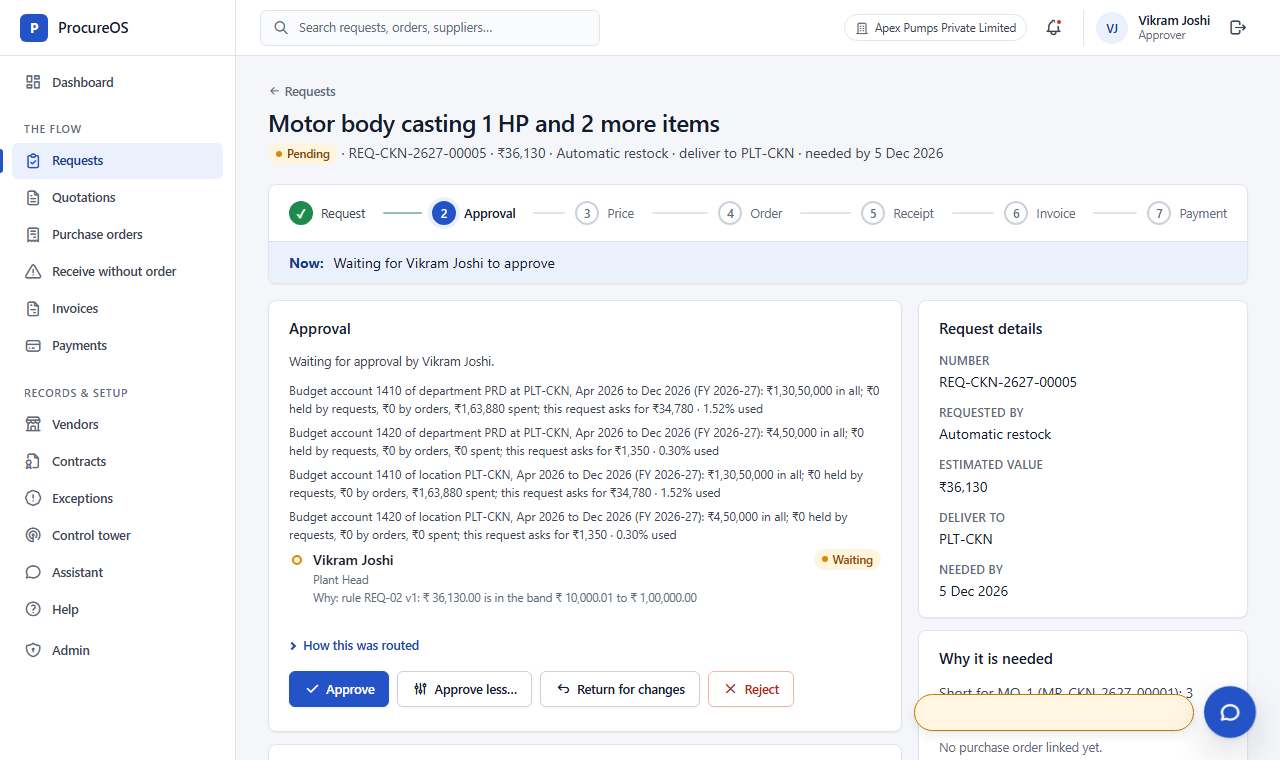 P ProcureOS
Search requests, orders, suppliers...
Apex Pumps Private Limited
VJ
Vikram Joshi
Approver
Dashboard
THE FLOW
Requests
Quotations
Purchase orders
Receive without order
Invoices
Payments
RECORDS & SETUP
Vendors
Contracts
Exceptions
Control tower
Assistant
Help
Admin
← Requests
Motor body casting 1 HP and 2 more items
Pending · REQ-CKN-2627-00005 · ₹36,130 · Automatic restock · deliver to PLT-CKN · needed by 5 Dec 2026
Request 2 Approval 3 Price 4 Order 5 Receipt 6 Invoice 7 Payment
Now: Waiting for Vikram Joshi to approve
Approval
Waiting for approval by Vikram Joshi.
Budget account 1410 of department PRD at PLT-CKN, Apr 2026 to Dec 2026 (FY 2026-27): ₹1,30,50,000 in all; ₹0
held by requests, ₹0 by orders, ₹1,63,880 spent; this request asks for ₹34,780 · 1.52% used
Budget account 1420 of department PRD at PLT-CKN, Apr 2026 to Dec 2026 (FY 2026-27): ₹4,50,000 in all; ₹0
held by requests, ₹0 by orders, ₹0 spent; this request asks for ₹1,350 · 0.30% used
Budget account 1410 of location PLT-CKN, Apr 2026 to Dec 2026 (FY 2026-27): ₹1,30,50,000 in all; ₹0 held by
requests, ₹0 by orders, ₹1,63,880 spent; this request asks for ₹34,780 · 1.52% used
Budget account 1420 of location PLT-CKN, Apr 2026 to Dec 2026 (FY 2026-27): ₹4,50,000 in all; ₹0 held by
requests, ₹0 by orders, ₹0 spent; this request asks for ₹1,350 · 0.30% used
Vikram Joshi
Waiting
Plant Head
Why: rule REQ-02 v1: ₹ 36,130.00 is in the band ₹ 10,000.01 to ₹ 1,00,000.00
How this was routed
Approve
Approve less...
Return for changes
Reject
Request details
NUMBER
REQ-CKN-2627-00005
REQUESTED BY
Automatic restock
ESTIMATED VALUE
₹36,130
DELIVER TO
PLT-CKN
NEEDED BY
5 Dec 2026
Why it is needed
Short for MO-1 (MP-CKN-2627-00001): 3
No purchase order linked yet.